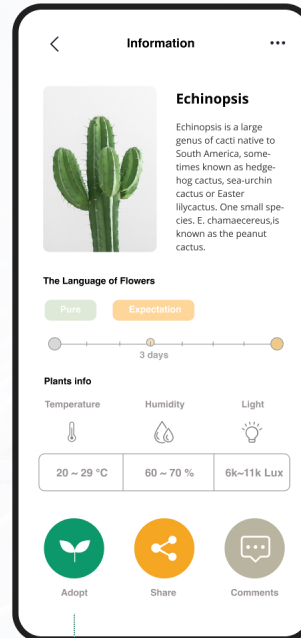 Information
Echinopsis
Echinopsis is a large
genus of cacti native to
South America, some-
times known as hedge-
hog cactus, sea-urchin
cactus or Easter
lilycactus. One small spe-
cies. E. chamaecereus,is
known as the peanut
cactus.
The Language of Flowers
Pure Expectation
3 days
Plants info
Temperature Humidity Light
20 ~ 29 °C 60 ~ 70 % 6k~11k Lux
Adopt Share Comments